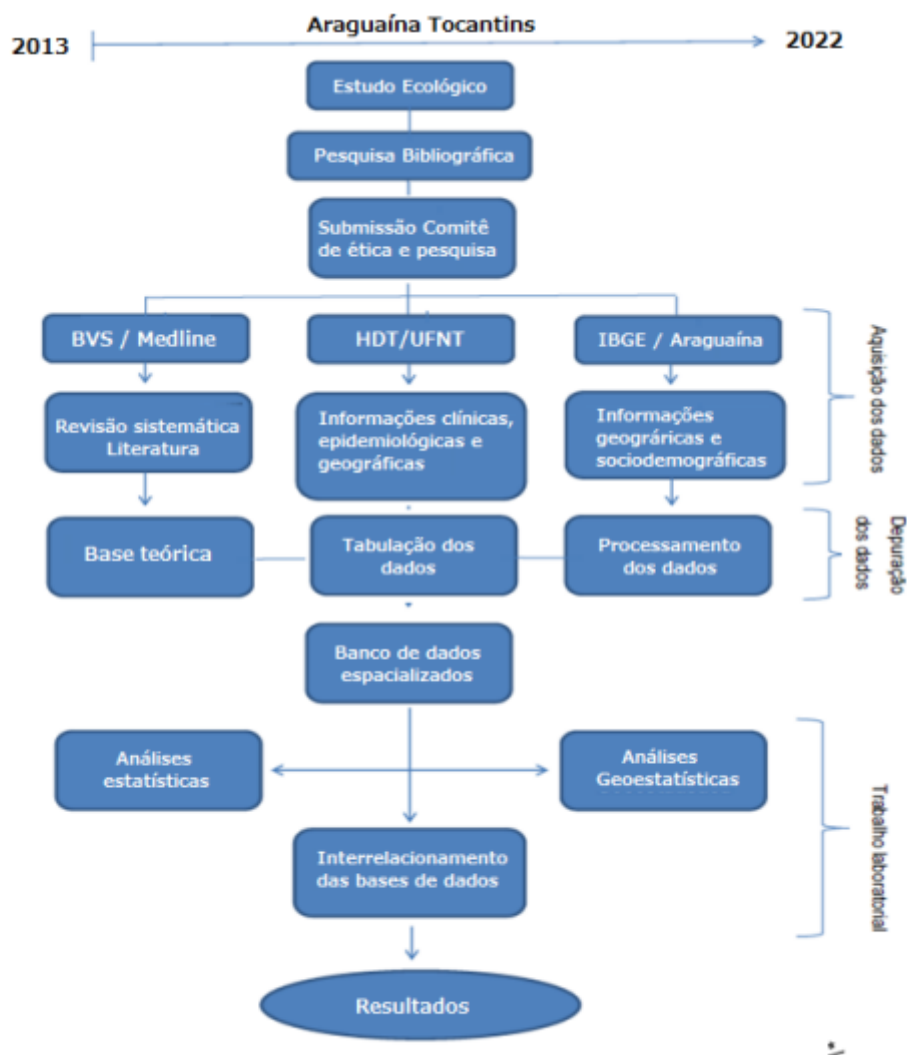 Araguaína Tocantins
2013
2022
Estudo Ecológico
Pesquisa Bibliográfica
Submissão Comitê
de ética e pesquisa
BVS / Medline
HDT/UFNT
IBGE / Araguaína
Aquisição dos dados
Revisão sistemática
Literatura
Informações clínicas,
epidemiológicas e
geográficas
Informações
geográricas e
sociodemográficas
Base teórica
Tabulação dos
dados
Processamento
dos dados
Depuração
dos dados
Banco de dados
espacializados
Análises
estatísticas
Análises
Geoestatísticas
Trabalho laboratorial
Interrelacionamento
das bases de dados
Resultados